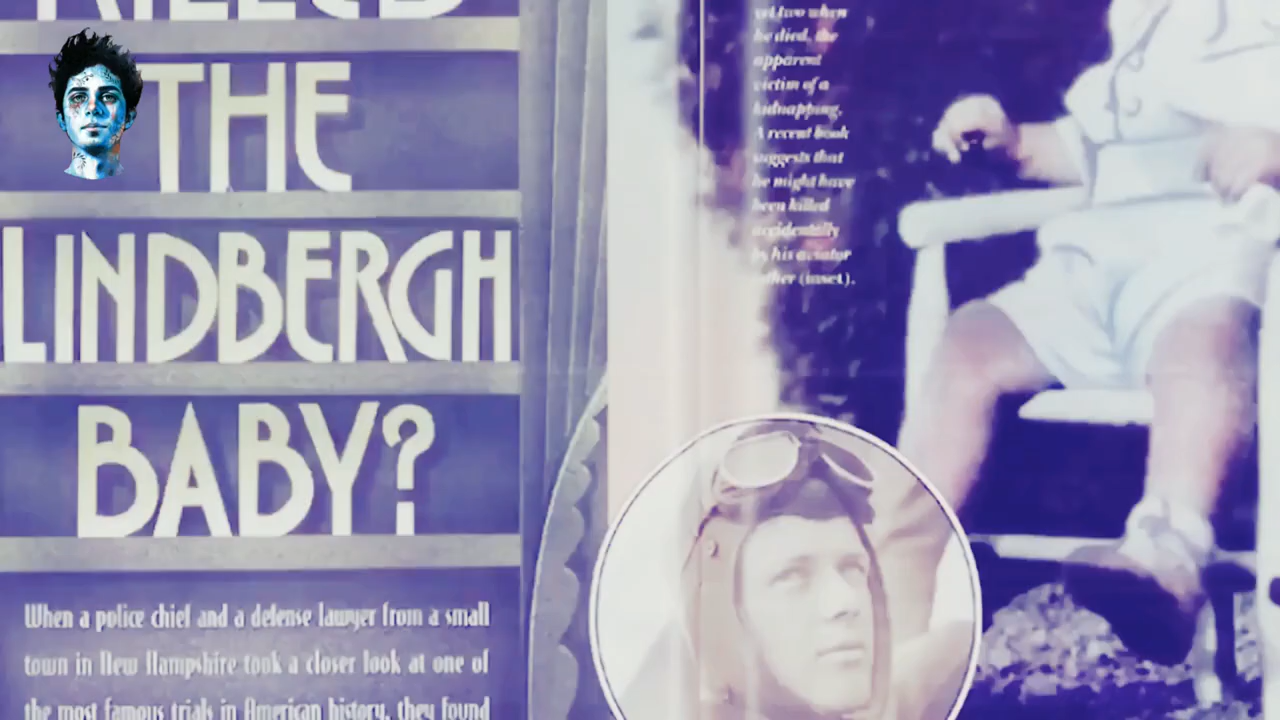 KILLED
THE
LINDBERGH
BABY?
When a police chief and a defense lawyer from a small
town in New Hampshire took a closer look at one of
the most famous trials in American history, they found
yet two when
he died, the
apparent
victim of a
kidnapping.
A recent book
suggests that
he might have
been killed
accidentally
by his aviator
father (inset).